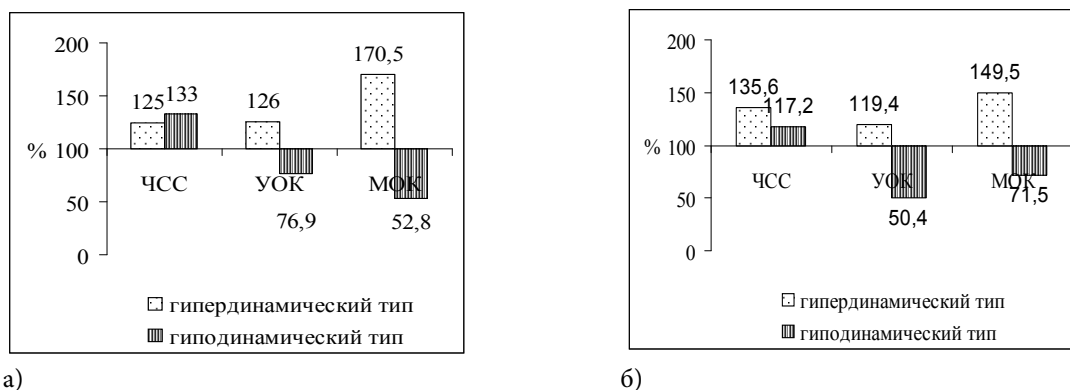 200
170,5
150
125
133
126
% 100
ЧСС
УОК
МОК
50
76,9
52,8
0
гипердинамический тип
гиподинамический тип
а)
200
149,5
150
135,6
117,2
119,4
% 100
ЧСС
УОК
МОК
50
50,4
71,5
0
гипердинамический тип
гиподинамический тип
б)